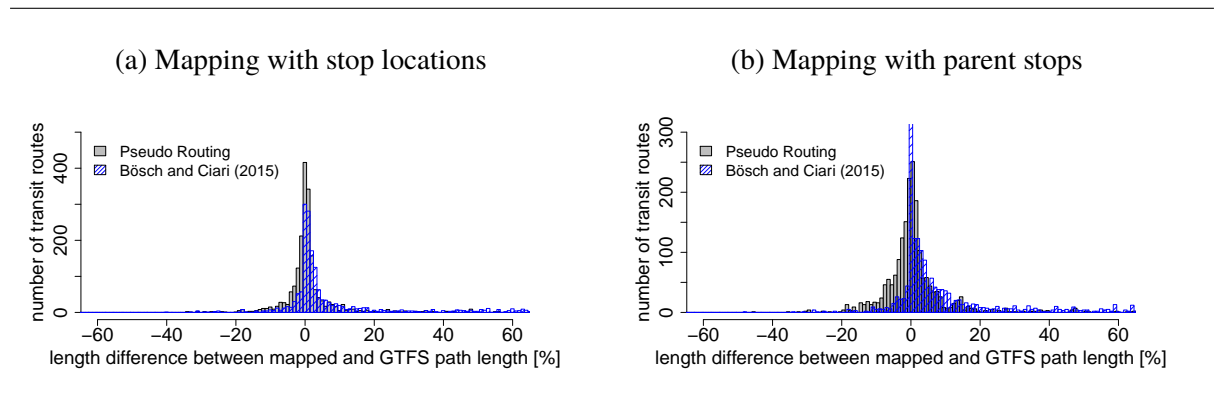 (a) Mapping with stop locations
number of transit routes
0 200 400
Pseudo Routing
Bösch and Ciari (2015)
−60 −40 −20 0 20 40 60
length difference between mapped and GTFS path length [%]
(b) Mapping with parent stops
number of transit routes
0 100 200 300
Pseudo Routing
Bösch and Ciari (2015)
−60 −40 −20 0 20 40 60
length difference between mapped and GTFS path length [%]